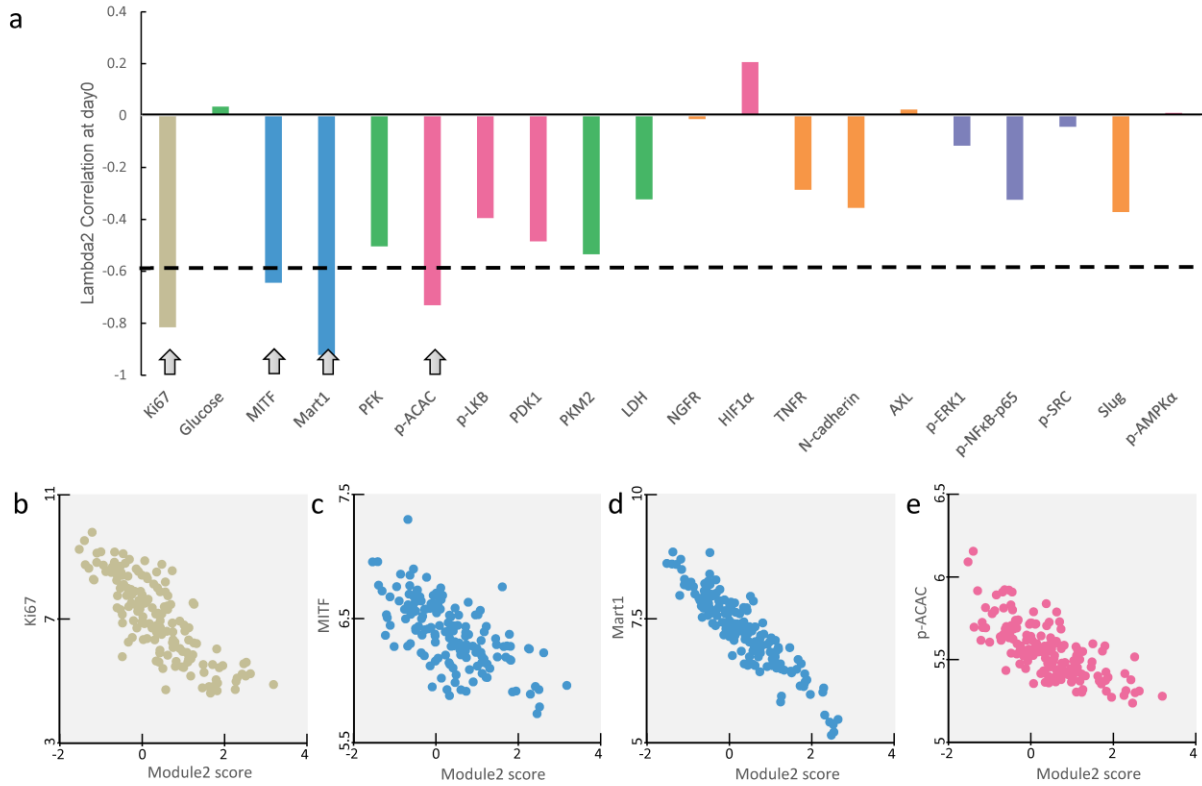 a
Lambda2 Correlation at day0
0.4
0.2
0
-0.2
-0.4
-0.6
-0.8
-1
Ki67
Glucose
MITF
Mart1
PFK
p-ACAC
p-LKB
PDK1
PKM2
LDH
NGFR
HIF1α
TNFR
N-cadherin
AXL
p-ERK1
p-NFκB-p65
p-SRC
Slug
p-AMPKα
b
Ki67
11
7
3
-2 0 2 4
Module2 score
c
MITF
7.5
6.5
5.5
-2 0 2 4
Module2 score
d
Mart1
10
7.5
5
-2 0 2 4
Module2 score
e
p-ACAC
6.5
6
5.5
5
-2 0 2 4
Module2 score